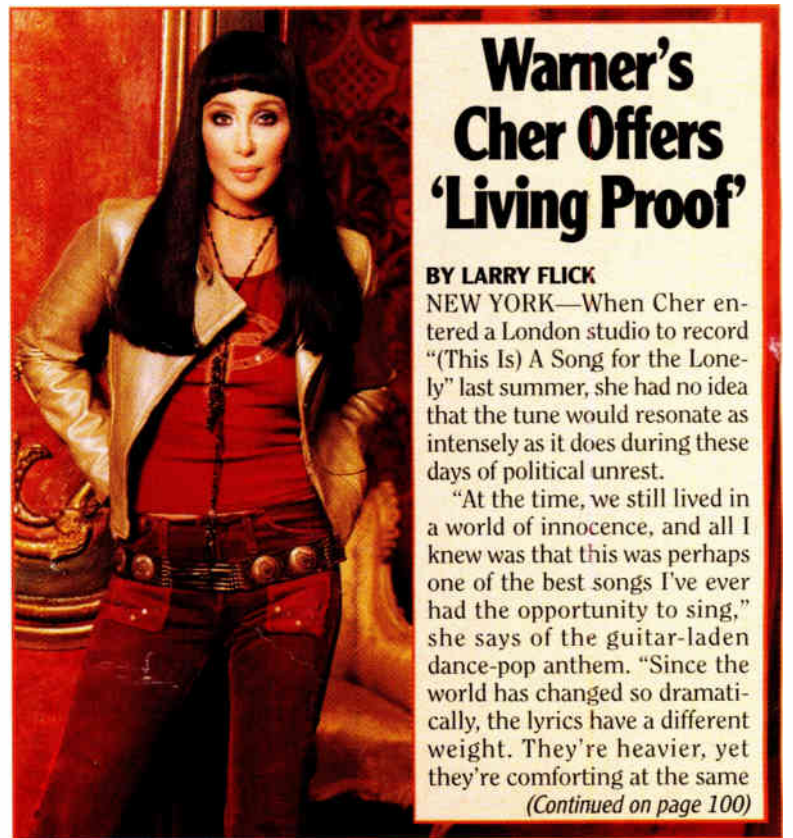 Warner's
Cher Offers
'Living Proof'
BY LARRY FLICK
NEW YORK—When Cher en-
tered a London studio to record
“(This Is) A Song for the Lone-
ly” last summer, she had no idea
that the tune would resonate as
intensely as it does during these
days of political unrest.
“At the time, we still lived in
a world of innocence, and all I
knew was that this was perhaps
one of the best songs I've ever
had the opportunity to sing,”
she says of the guitar-laden
dance-pop anthem. “Since the
world has changed so dramati-
cally, the lyrics have a different
weight. They're heavier, yet
they're comforting at the same
(Continued on page 100)